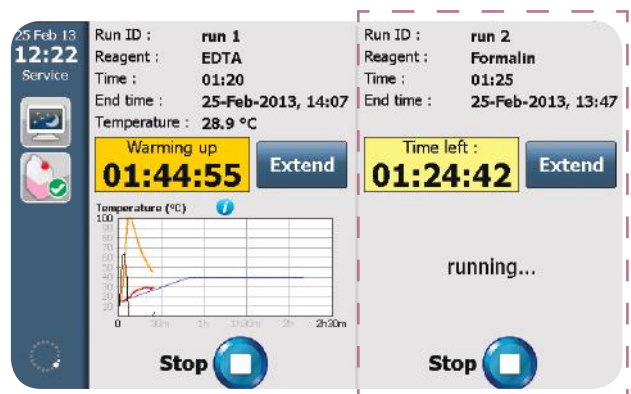 25 Feb 13
12:22
Service
Run ID : run 1
Reagent : EDTA
Time : 01:20
End time : 25-Feb-2013, 14:07
Temperature : 28.9 °C
Warming up
01:44:55
Extend
Temperature (°C)
i
100
90
80
70
60
50
40
30
20
10
0 30m 1h 1h30m 2h 2h30m
Stop
Run ID : run 2
Reagent : Formalin
Time : 01:25
End time : 25-Feb-2013, 13:47
Time left :
01:24:42
Extend
running...
Stop